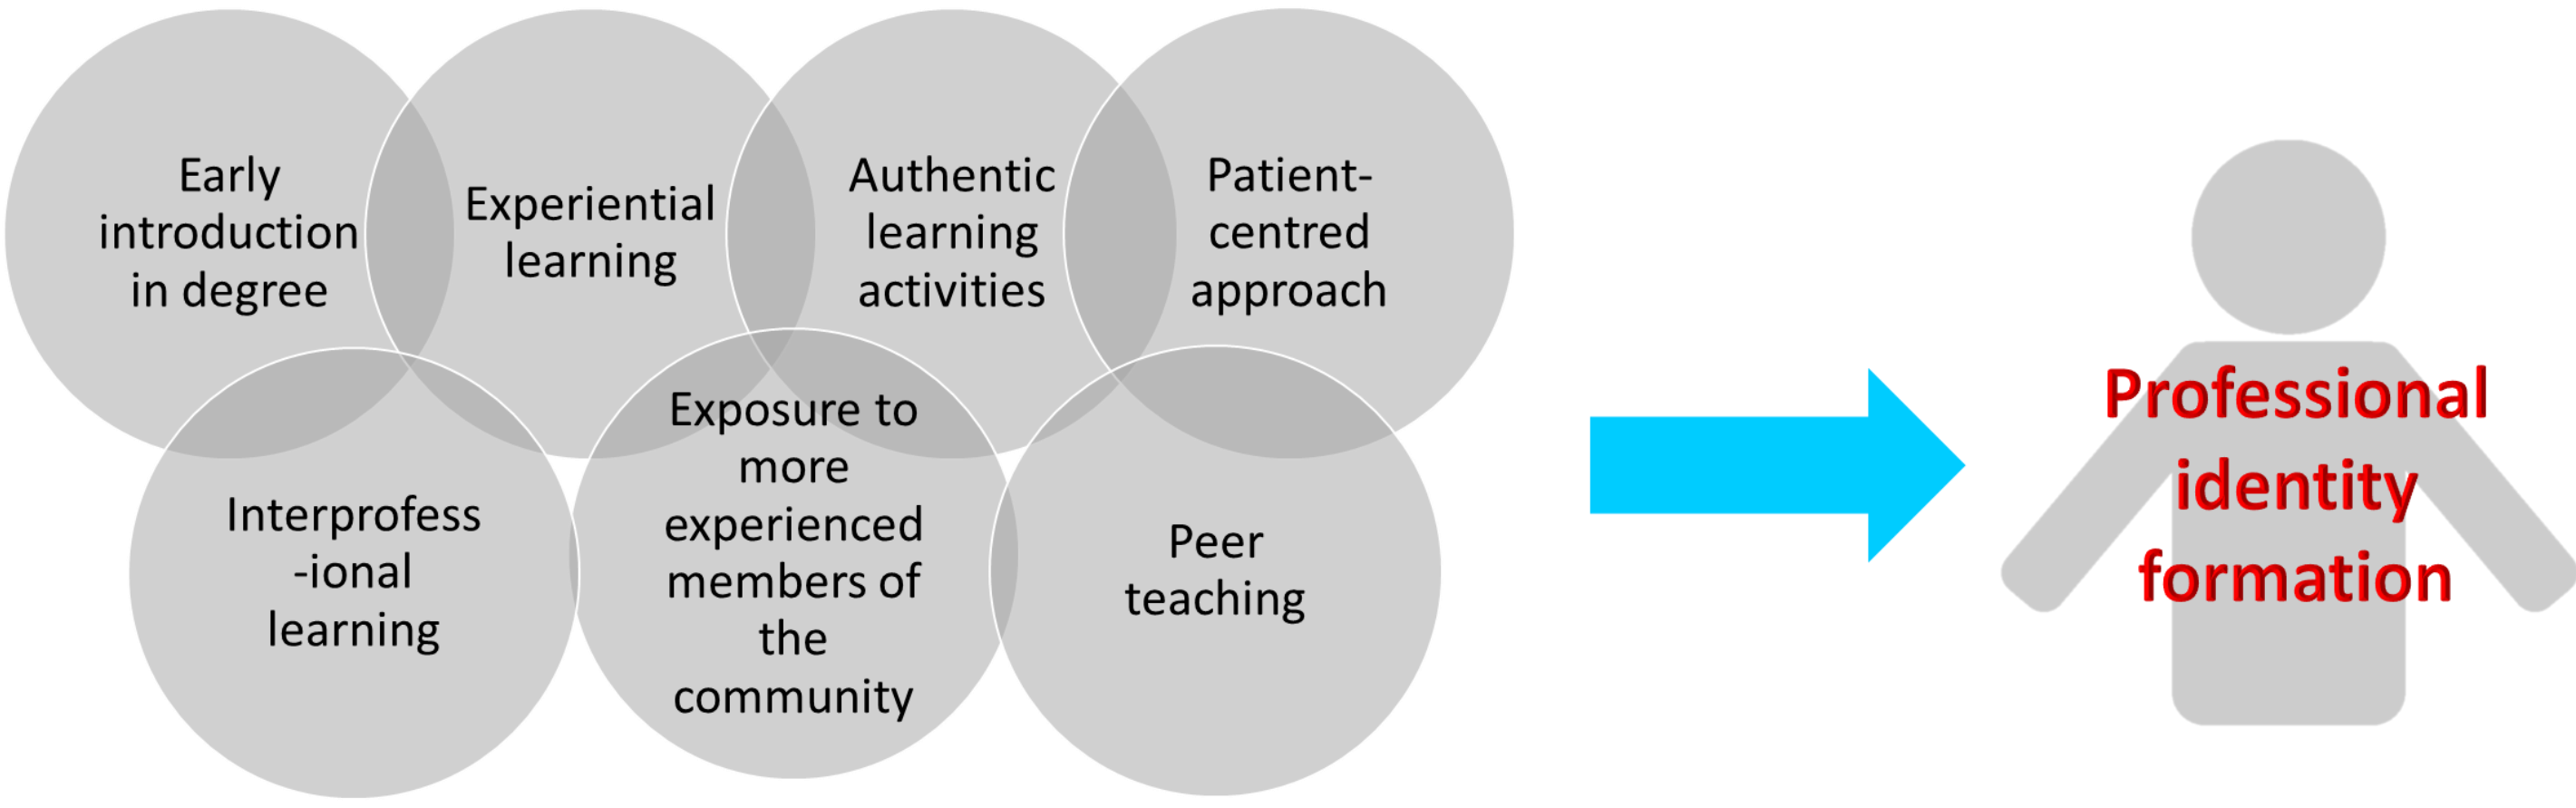 Early
introduction
in degree
Experiential
learning
Authentic
learning
activities
Patient-
centred
approach
Interprofess
-ional
learning
Exposure to
more
experienced
members of
the
community
Peer
teaching
Professional
identity
formation